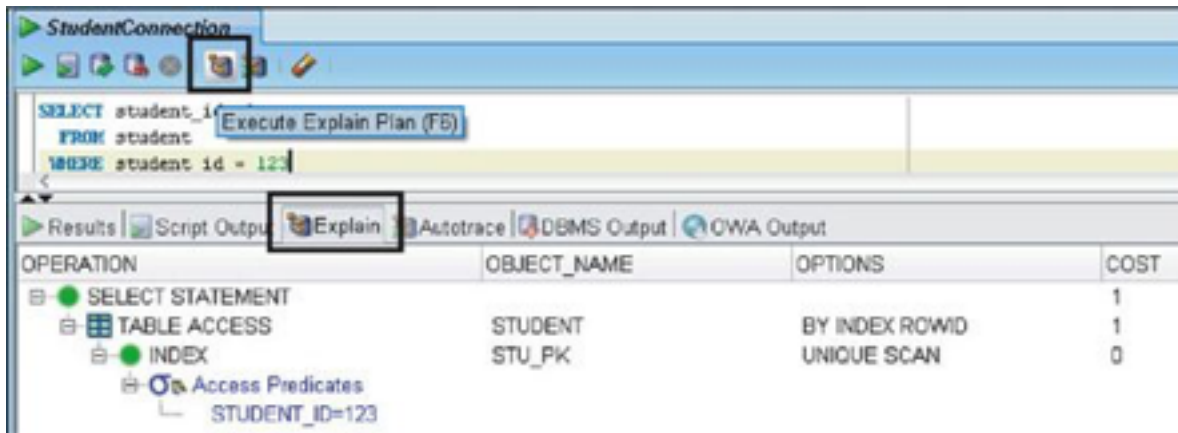 StudentConnection
SELECT student_id
Execute Explain Plan (F6)
FROM student
WHERE student_id = 123
Results Script Output Explain Autotrace DBMS Output OWA Output
OPERATION OBJECT_NAME OPTIONS COST
SELECT STATEMENT 1
TABLE ACCESS STUDENT BY INDEX ROWID 1
INDEX STU_PK UNIQUE SCAN 0
Access Predicates
STUDENT_ID=123